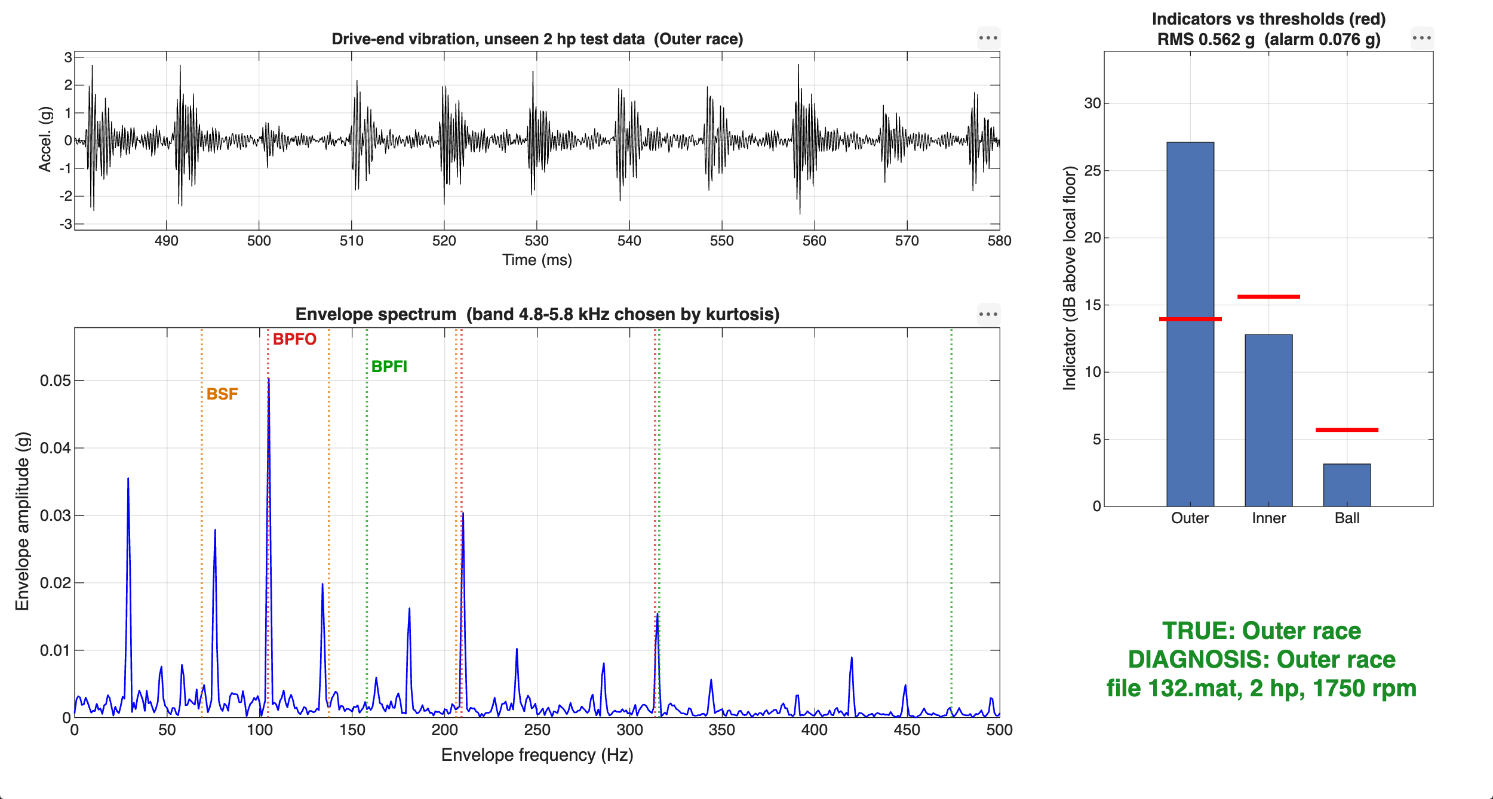 Drive-end vibration, unseen 2 hp test data  (Outer race)
3
2
1
0
-1
-2
-3
Accel. (g)
490 500 510 520 530 540 550 560 570 580
Time (ms)
Envelope spectrum  (band 4.8-5.8 kHz chosen by kurtosis)
BPFO
BPFI
BSF
0.05
0.04
0.03
0.02
0.01
0
Envelope amplitude (g)
0 50 100 150 200 250 300 350 400 450 500
Envelope frequency (Hz)
Indicators vs thresholds (red)
RMS 0.562 g  (alarm 0.076 g)
30
25
20
15
10
5
0
Indicator (dB above local floor)
Outer Inner Ball
TRUE: Outer race
DIAGNOSIS: Outer race
file 132.mat, 2 hp, 1750 rpm